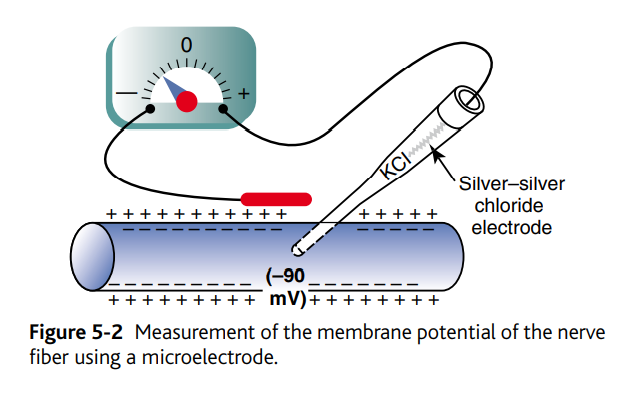 0
— +
KCl
Silver–silver
chloride
electrode
+ + + + + + + + + + + + + + + +
– – – – – – – – – – – – – – – –
(–90
– – – – – – – – – – – – – – – –
mV)
+ + + + + + + + + + + + + + + + + +
Figure 5-2 Measurement of the membrane potential of the nerve
fiber using a microelectrode.